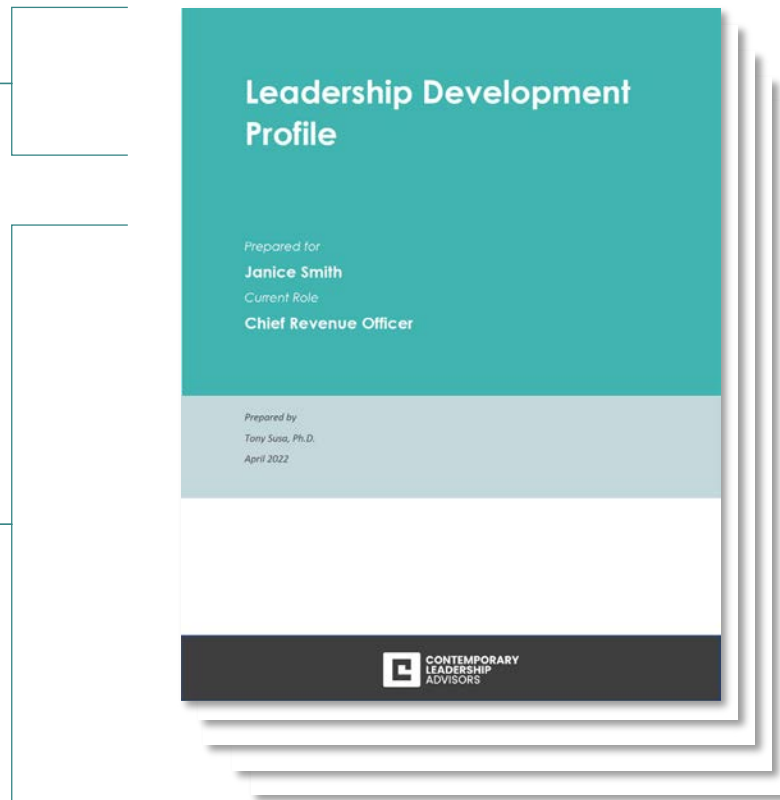 Leadership Development
Profile
Prepared for
Janice Smith
Current Role
Chief Revenue Officer
Prepared by
Tony Susa, Ph.D.
April 2022
CONTEMPORARY
LEADERSHIP
ADVISORS